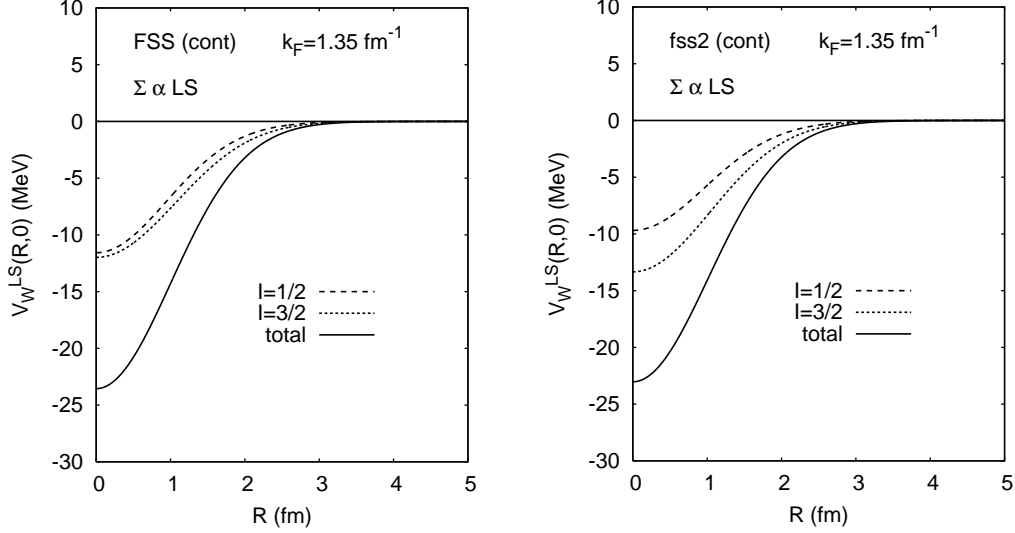 10
5
0
-5
-10
-15
-20
-25
-30
0 1 2 3 4 5
V_W^LS(R,0) (MeV)
R (fm)
FSS (cont) k_F=1.35 fm^-1
Σ α LS
I=1/2
I=3/2
total
10
5
0
-5
-10
-15
-20
-25
-30
0 1 2 3 4 5
V_W^LS(R,0) (MeV)
R (fm)
fss2 (cont) k_F=1.35 fm^-1
Σ α LS
I=1/2
I=3/2
total